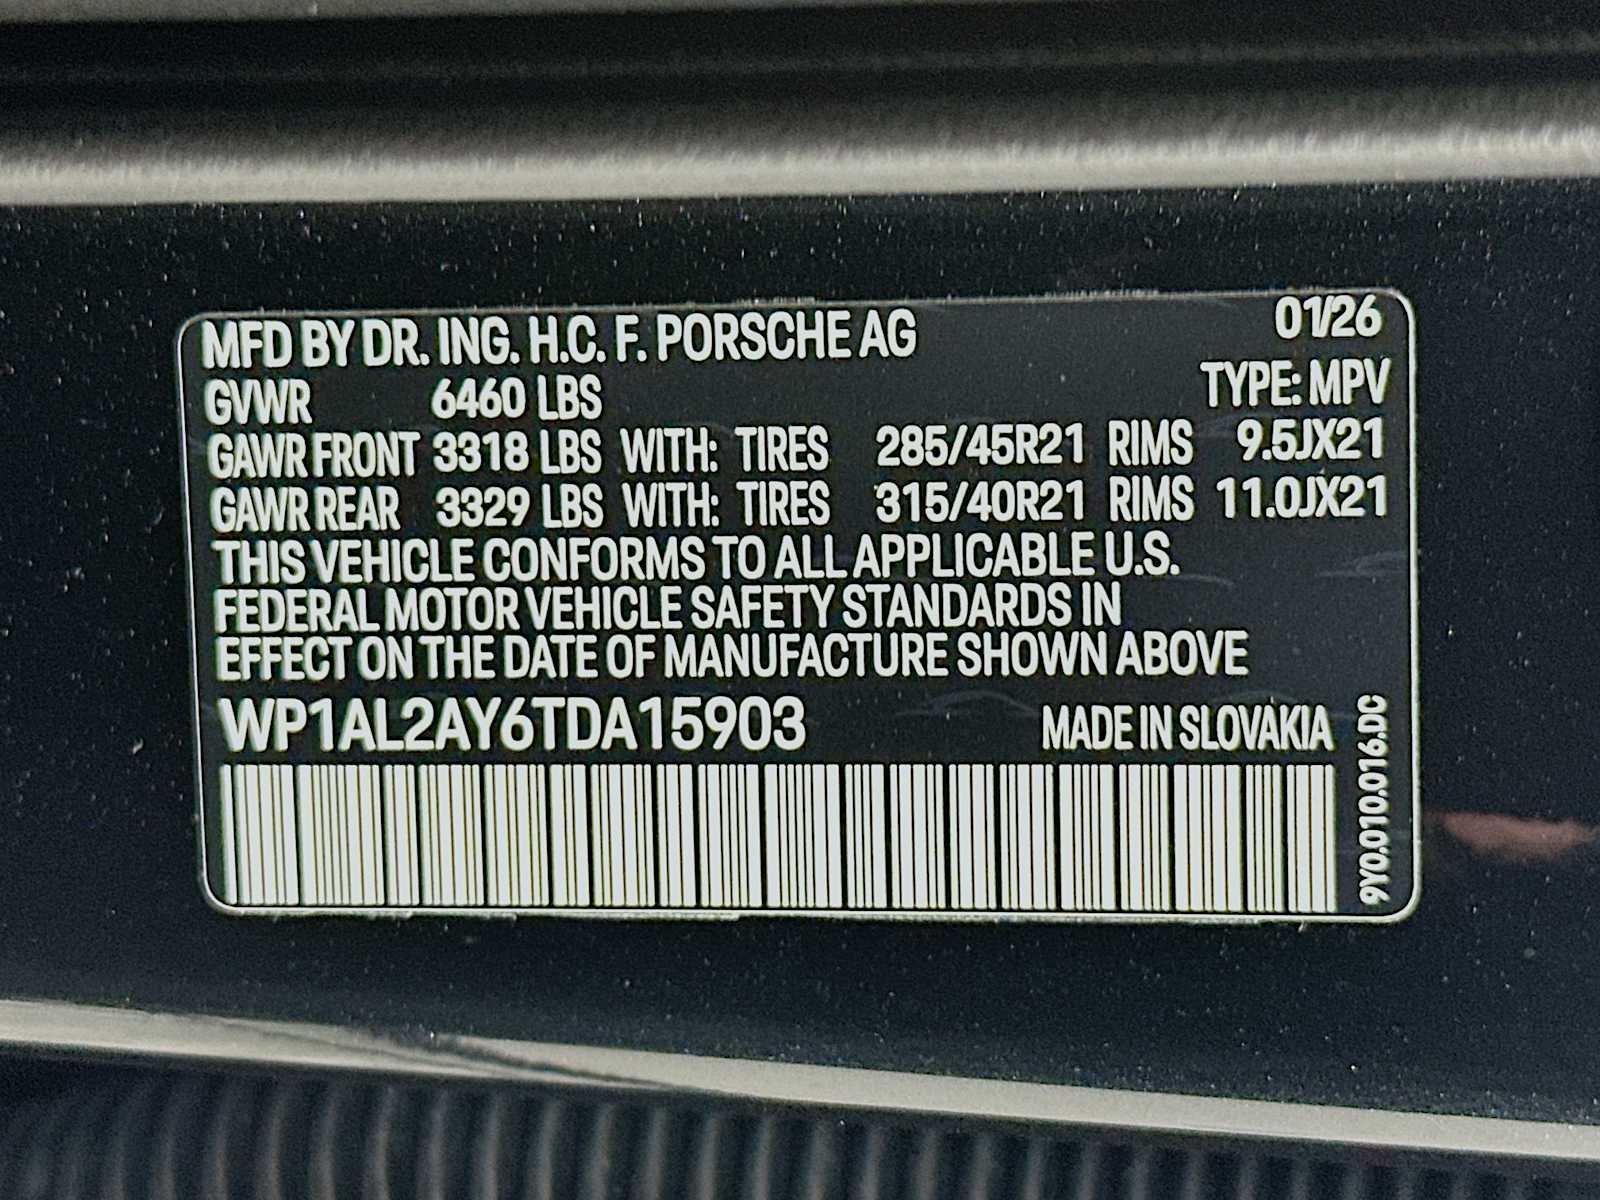 MFD BY DR. ING. H.C. F. PORSCHE AG 01/26
GVWR 6460 LBS TYPE: MPV
GAWR FRONT 3318 LBS WITH: TIRES 285/45R21 RIMS 9.5JX21
GAWR REAR 3329 LBS WITH: TIRES 315/40R21 RIMS 11.0JX21
THIS VEHICLE CONFORMS TO ALL APPLICABLE U.S.
FEDERAL MOTOR VEHICLE SAFETY STANDARDS IN
EFFECT ON THE DATE OF MANUFACTURE SHOWN ABOVE
WP1AL2AY6TDA15903 MADE IN SLOVAKIA
9Y0.010.016.DC